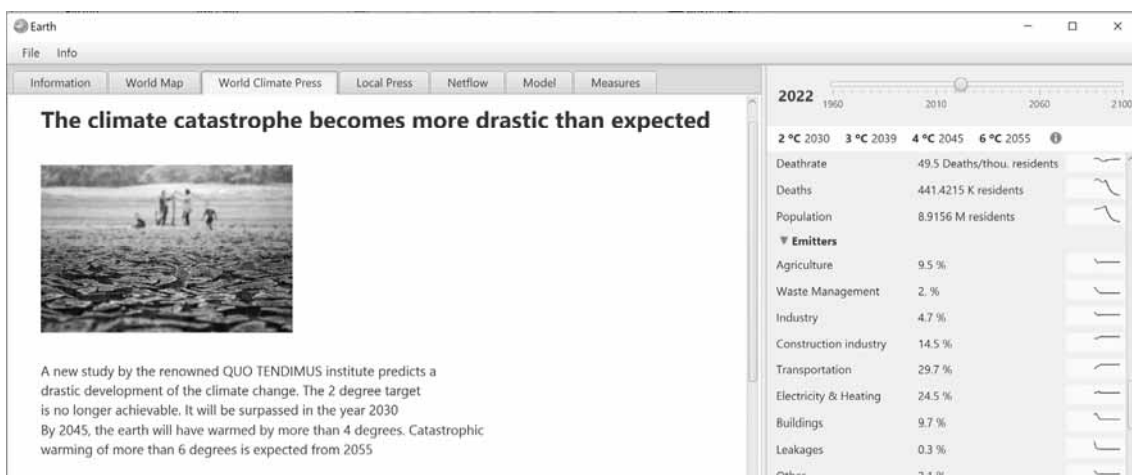 Earth
File Info
Information World Map World Climate Press Local Press Netflow Model Measures
The climate catastrophe becomes more drastic than expected
A new study by the renowned QUO TENDIMUS institute predicts a
drastic development of the climate change. The 2 degree target
is no longer achievable. It will be surpassed in the year 2030
By 2045, the earth will have warmed by more than 4 degrees. Catastrophic
warming of more than 6 degrees is expected from 2055
2022
1960 2010 2060 2100
2 °C 2030 3 °C 2039 4 °C 2045 6 °C 2055
Deathrate 49.5 Deaths/thou. residents
Deaths 441.4215 K residents
Population 8.9156 M residents
Emitters
Agriculture 9.5 %
Waste Management 2. %
Industry 4.7 %
Construction industry 14.5 %
Transportation 29.7 %
Electricity & Heating 24.5 %
Buildings 9.7 %
Leakages 0.3 %